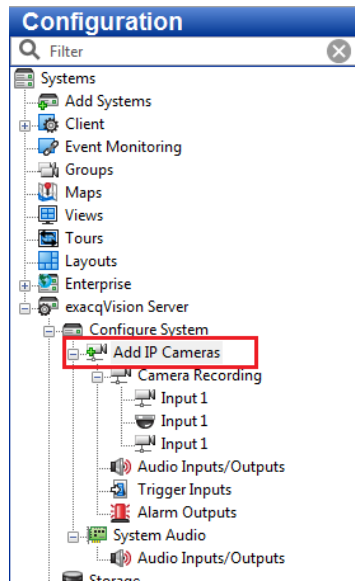 Configuration
Filter
Systems
Add Systems
Client
Event Monitoring
Groups
Maps
Views
Tours
Layouts
Enterprise
exacqVision Server
Configure System
Add IP Cameras
Camera Recording
Input 1
Input 1
Input 1
Audio Inputs/Outputs
Trigger Inputs
Alarm Outputs
System Audio
Audio Inputs/Outputs
Storage